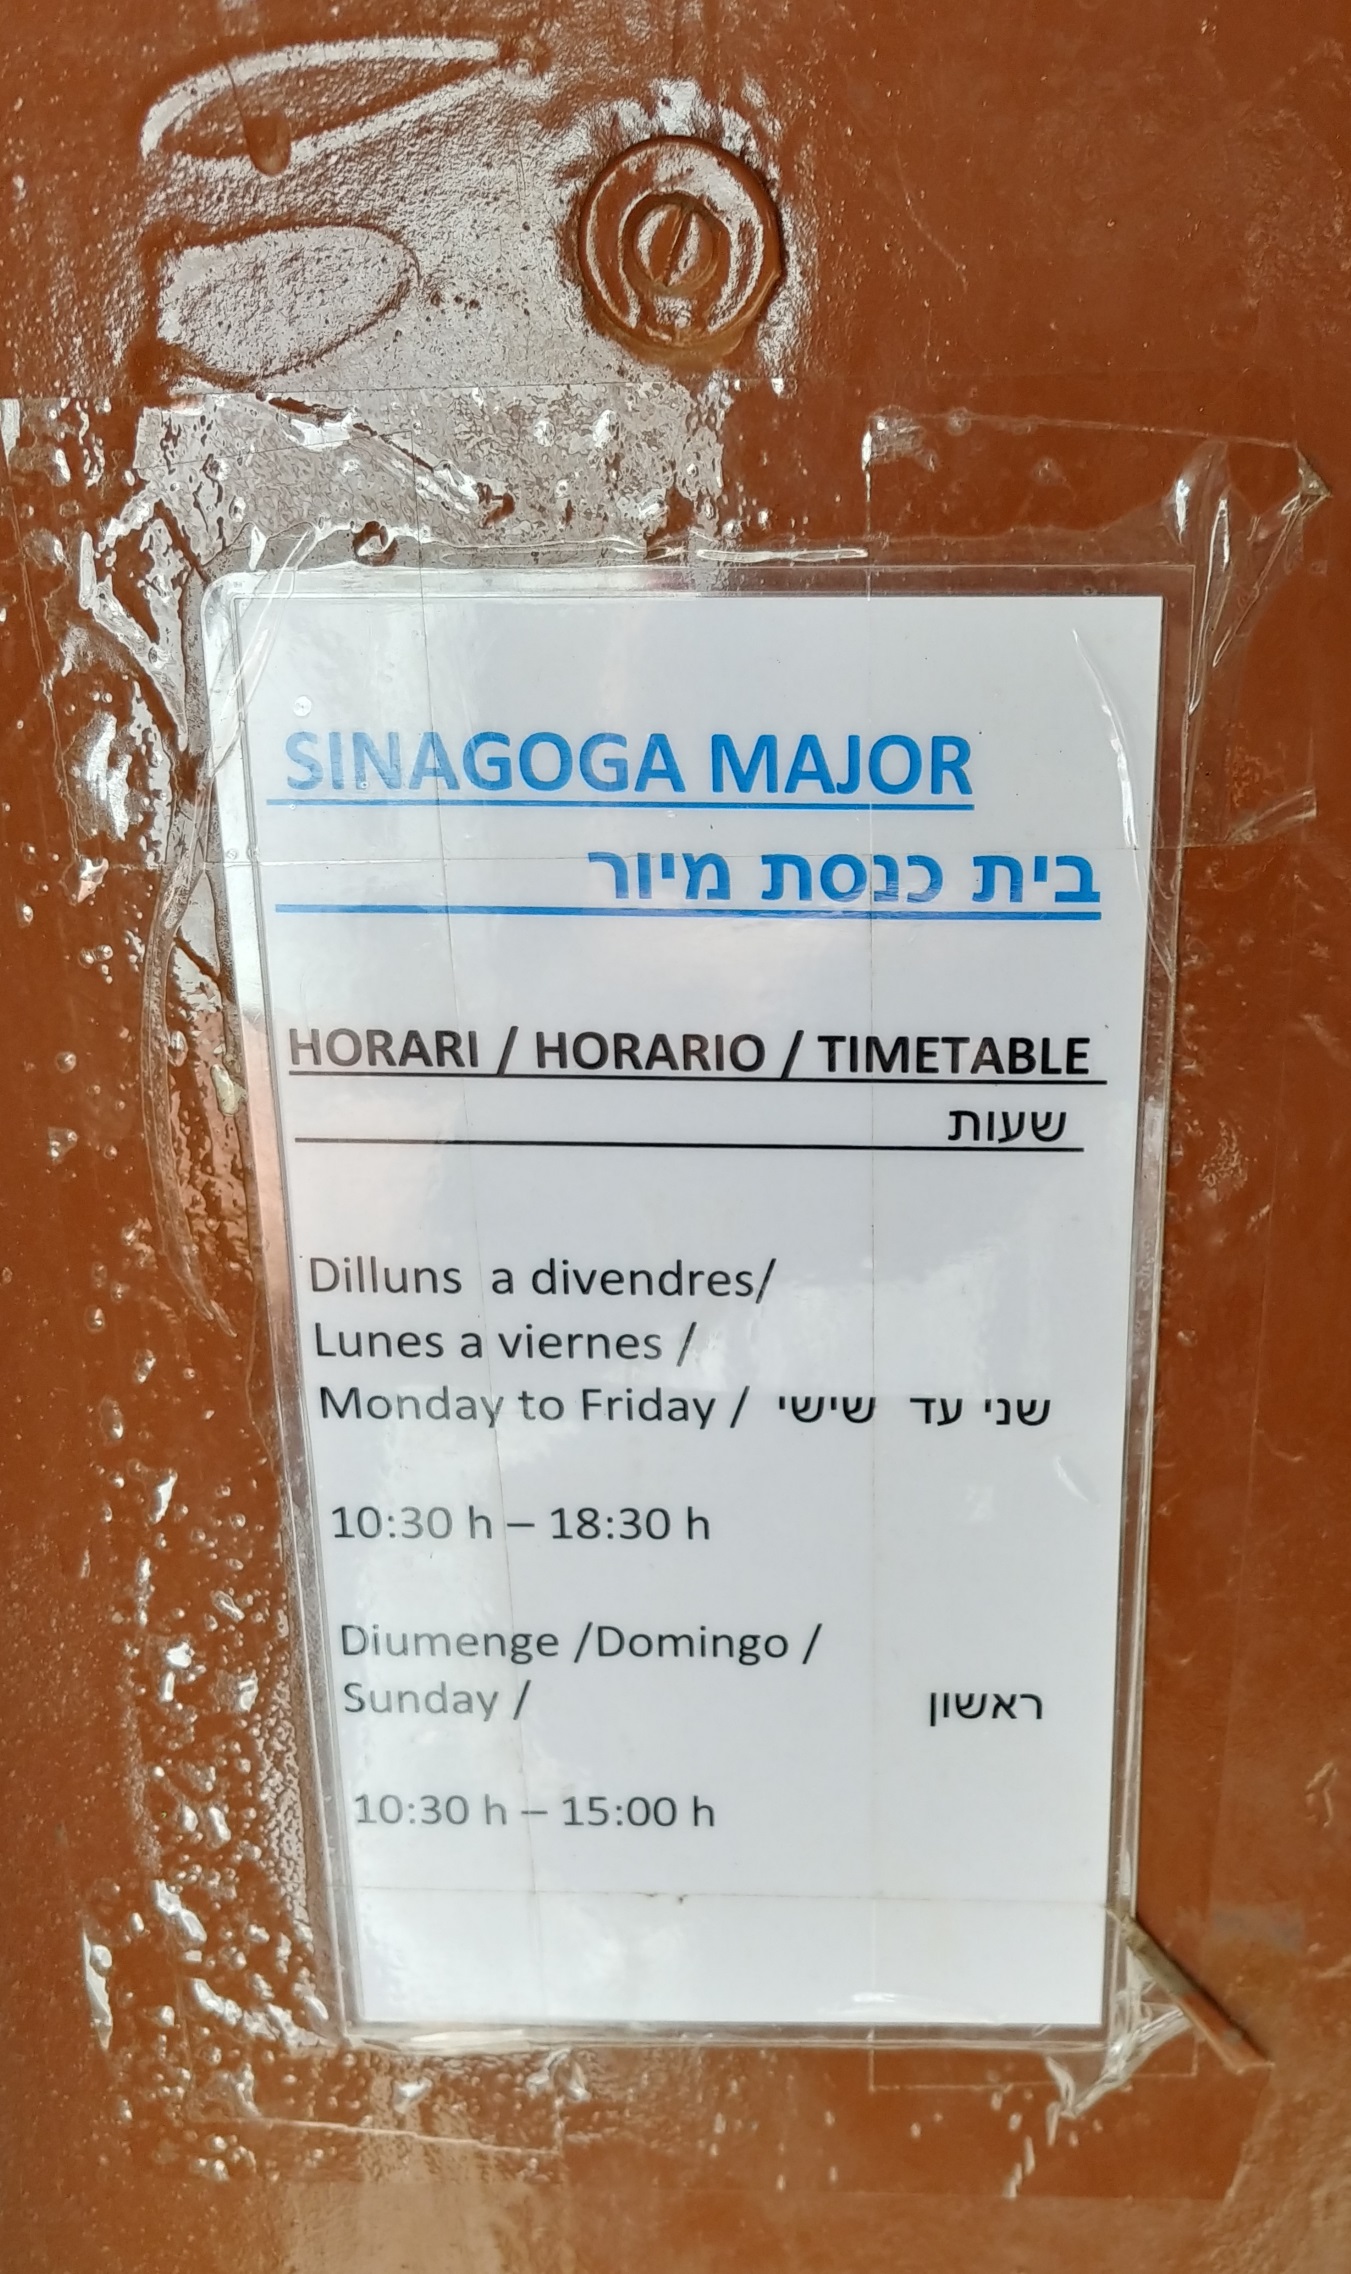 SINAGOGA MAJOR
בית כנסת מיור
HORARI / HORARIO / TIMETABLE
שעות
Dilluns a divendres/
Lunes a viernes /
Monday to Friday / שני עד שישי
10:30 h – 18:30 h
Diumenge /Domingo /
Sunday / ראשון
10:30 h – 15:00 h